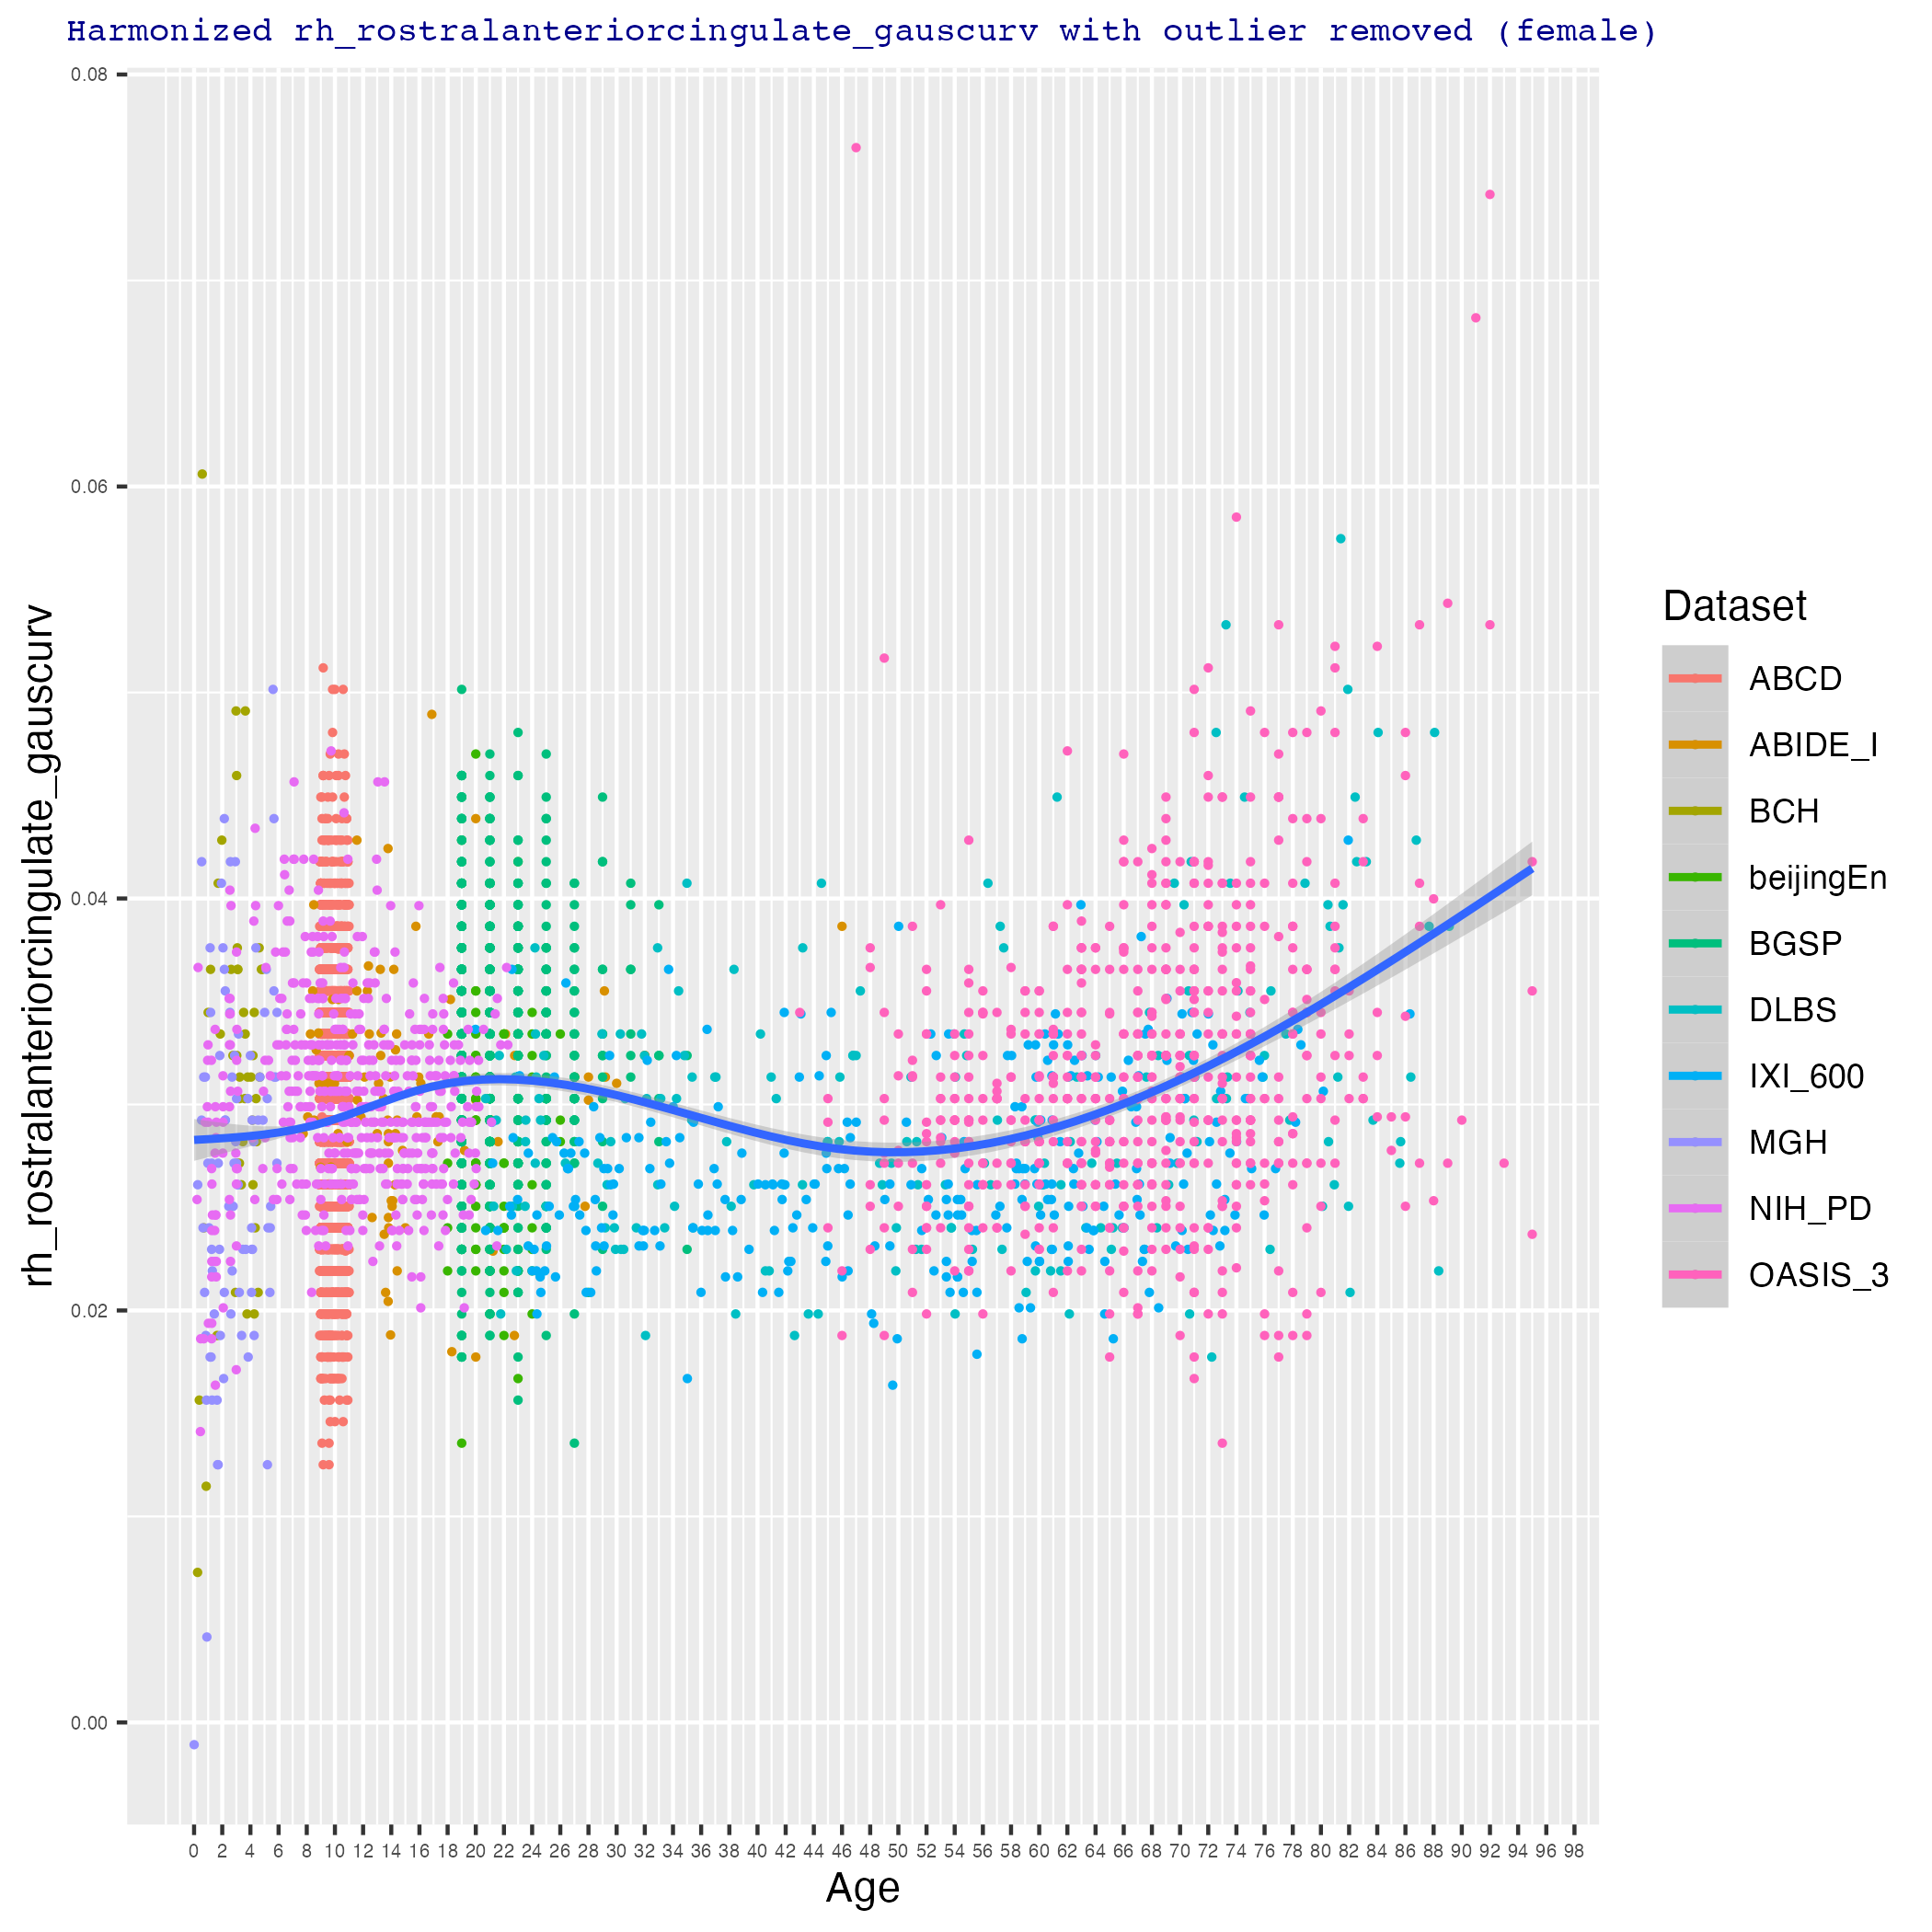 Harmonized rh_rostralanteriorcingulate_gauscurv with outlier removed (female)
rh_rostralanteriorcingulate_gauscurv
0.08
0.06
0.04
0.02
0.00
0 2 4 6 8 10 12 14 16 18 20 22 24 26 28 30 32 34 36 38 40 42 44 46 48 50 52 54 56 58 60 62 64 66 68 70 72 74 76 78 80 82 84 86 88 90 92 94 96 98
Age
Dataset
ABCD
ABIDE_I
BCH
beijingEn
BGSP
DLBS
IXI_600
MGH
NIH_PD
OASIS_3